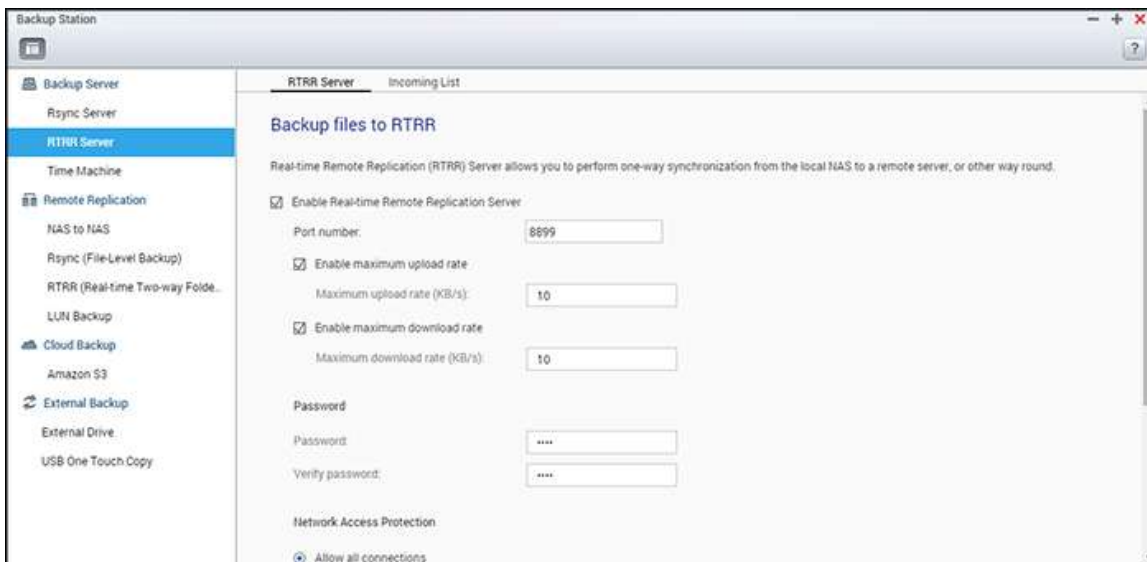 Backup Station
Backup Server
Rsync Server
RTRR Server
Time Machine
Remote Replication
NAS to NAS
Rsync (File-Level Backup)
RTRR (Real-time Two-way Folde..
LUN Backup
Cloud Backup
Amazon S3
External Backup
External Drive
USB One Touch Copy
RTRR Server Incoming List
Backup files to RTRR
Real-time Remote Replication (RTRR) Server allows you to perform one-way synchronization from the local NAS to a remote server, or other way round.
Enable Real-time Remote Replication Server
Port number: 8899
Enable maximum upload rate
Maximum upload rate (KB/s): 10
Enable maximum download rate
Maximum download rate (KB/s): 10
Password
Password: ••••
Verify password: ••••
Network Access Protection
Allow all connections